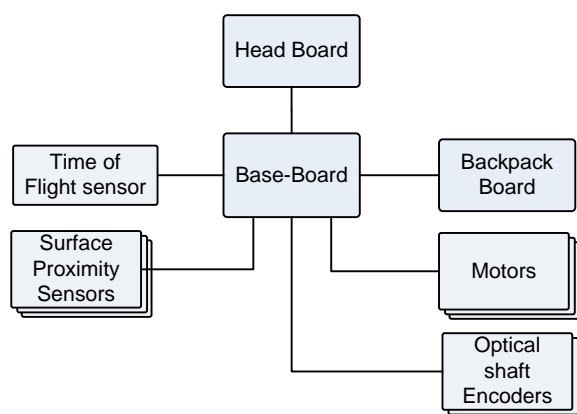 Head Board
Time of
Flight sensor
Base-Board
Backpack
Board
Surface
Proximity
Sensors
Motors
Optical
shaft
Encoders